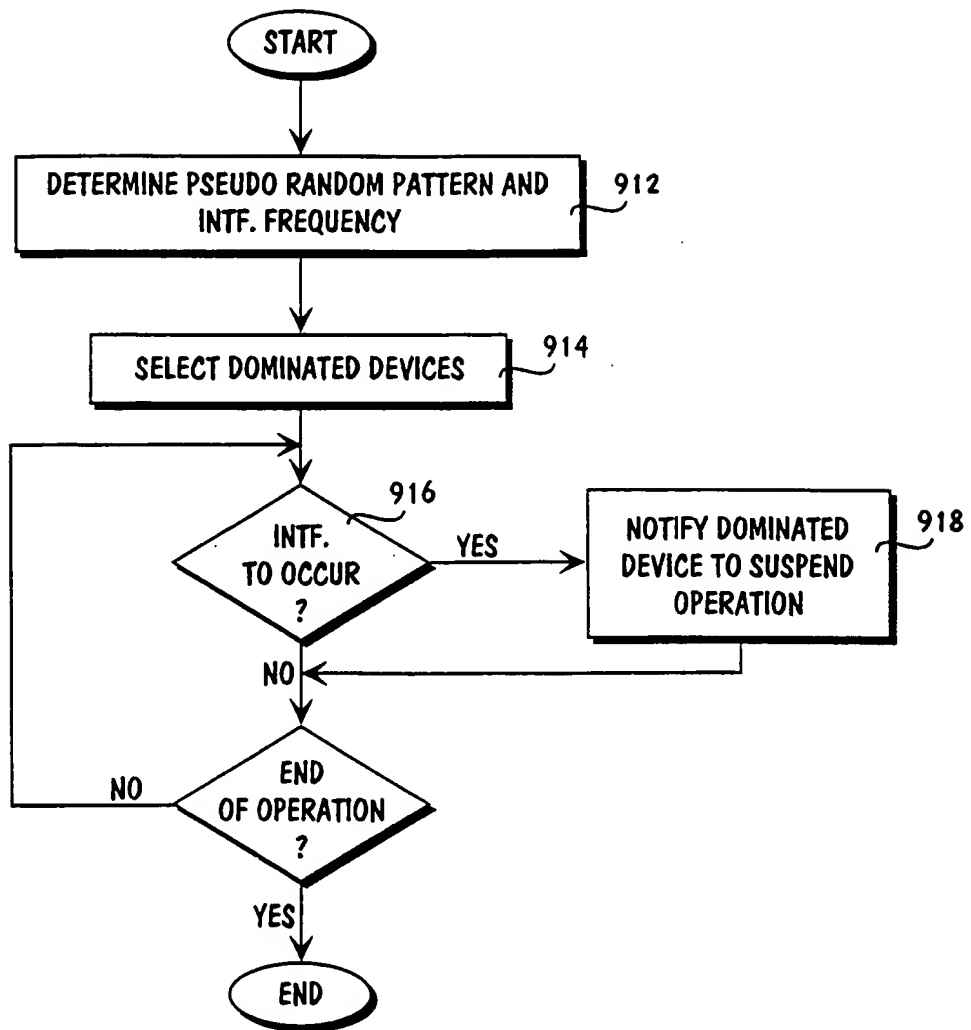 START
DETERMINE PSEUDO RANDOM PATTERN AND
INTF. FREQUENCY
912
SELECT DOMINATED DEVICES
914
INTF.
TO OCCUR
?
916
YES
NOTIFY DOMINATED
DEVICE TO SUSPEND
OPERATION
918
NO
END
OF OPERATION
?
NO
YES
END